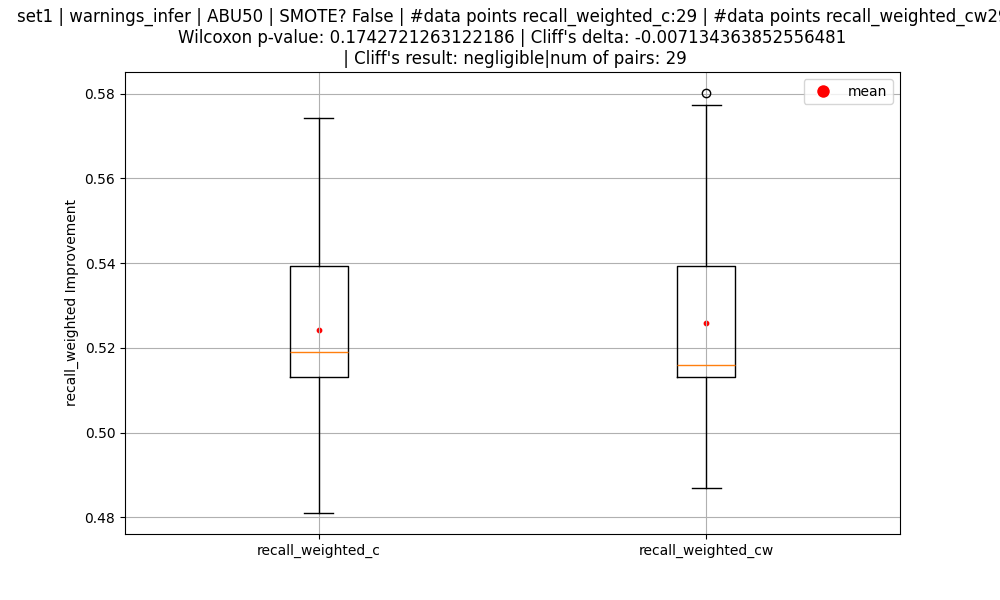 set1 | warnings_infer | ABU50 | SMOTE? False | #data points recall_weighted_c:29 | #data points recall_weighted_cw29
Wilcoxon p-value: 0.1742721263122186 | Cliff's delta: -0.007134363852556481
| Cliff's result: negligible|num of pairs: 29
mean
0.58
0.56
0.54
0.52
0.50
0.48
recall_weighted Improvement
recall_weighted_c
recall_weighted_cw